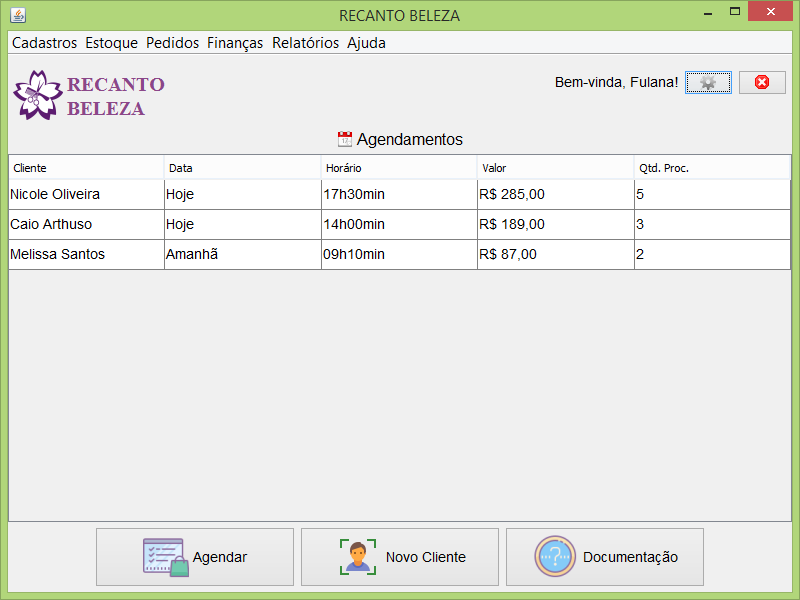 RECANTO BELEZA
Cadastros Estoque Pedidos Finanças Relatórios Ajuda
RECANTO
BELEZA
Bem-vinda, Fulana!
Agendamentos
Cliente Data Horário Valor Qtd. Proc.
Nicole Oliveira Hoje 17h30min R$ 285,00 5
Caio Arthuso Hoje 14h00min R$ 189,00 3
Melissa Santos Amanhã 09h10min R$ 87,00 2
Agendar Novo Cliente Documentação